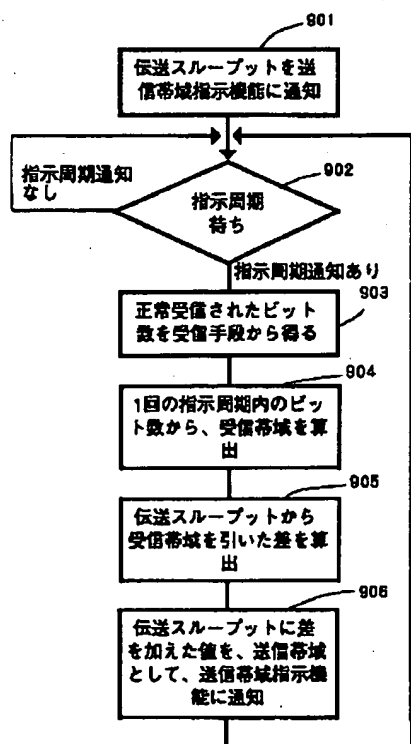 901
伝送スループットを送
信帯域指示機能に通知
902
指示周期通知
なし
指示周期
待ち
指示周期通知あり
903
正常受信されたビット
数を受信手段から得る
904
1回の指示周期内のビッ
ト数から、受信帯域を算
出
905
伝送スループットから
受信帯域を引いた差を算
出
906
伝送スループットに差
を加えた値を、送信帯域
として、送信帯域指示機
能に通知